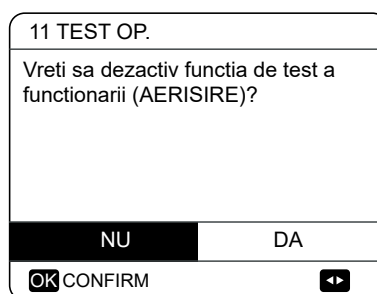 11 TEST OP.
Vreti sa dezactiv functia de test a
functionarii (AERISIRE)?
NU DA
OK CONFIRM